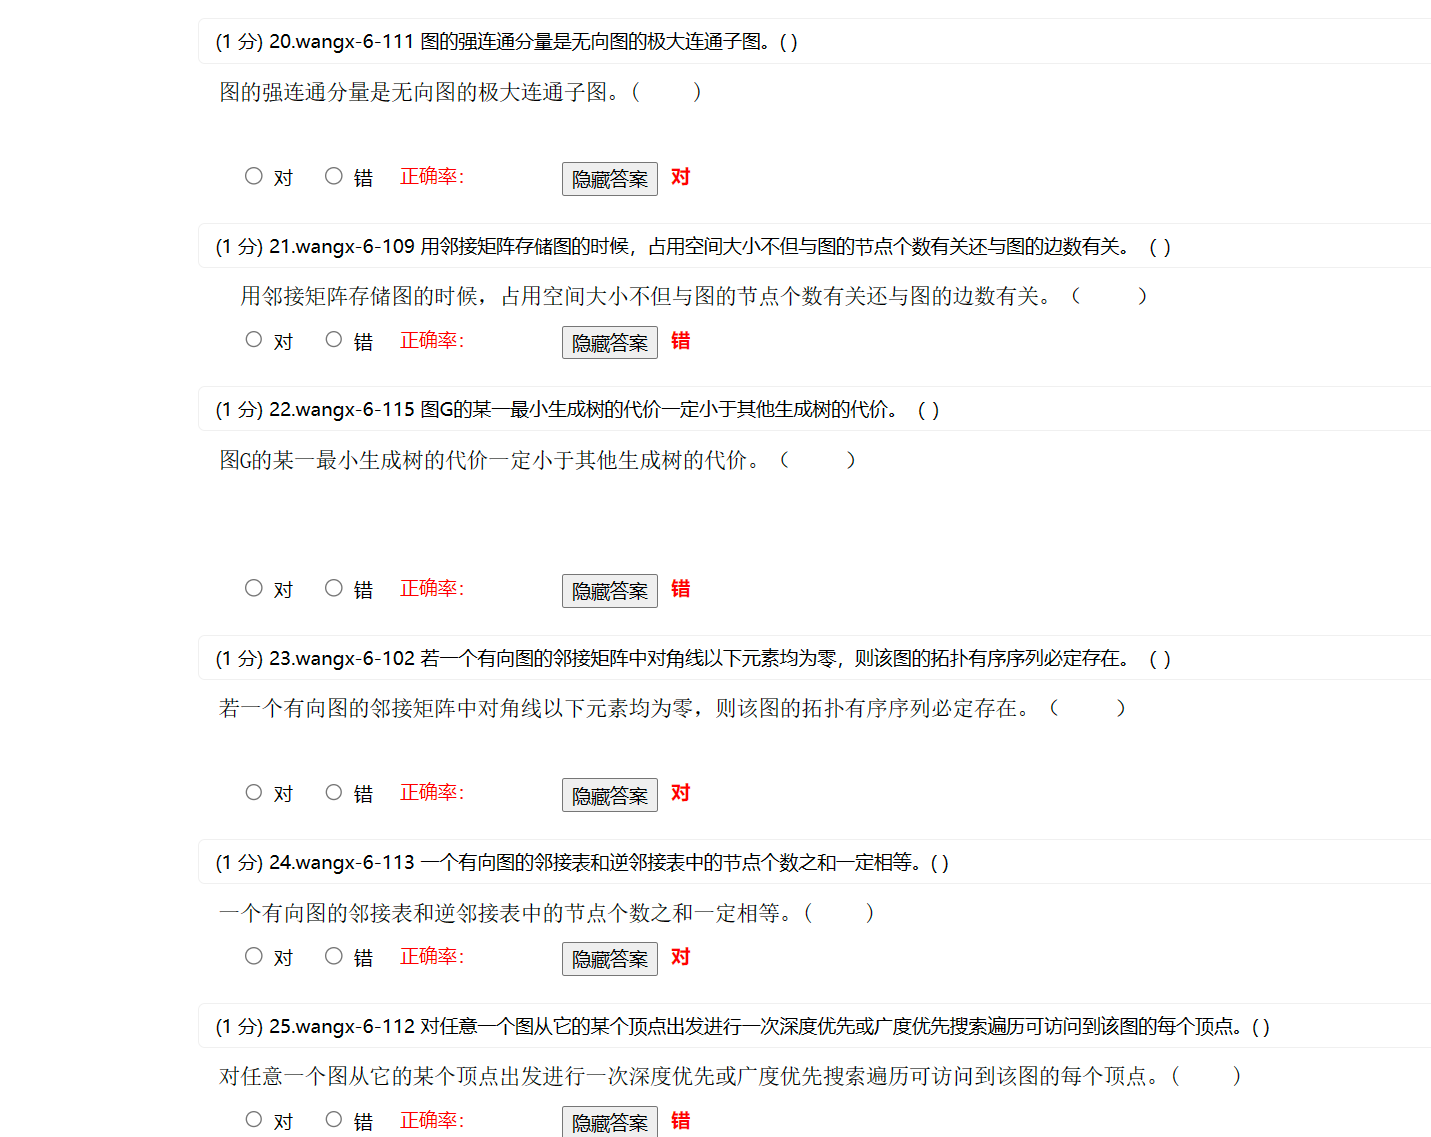 (1 分) 20.wangx-6-111 图的强连通分量是无向图的极大连通子图。( )
图的强连通分量是无向图的极大连通子图。(    )
对 错 正确率： 隐藏答案 对
(1 分) 21.wangx-6-109 用邻接矩阵存储图的时候，占用空间大小不但与图的节点个数有关还与图的边数有关。 ( )
用邻接矩阵存储图的时候，占用空间大小不但与图的节点个数有关还与图的边数有关。（    ）
对 错 正确率： 隐藏答案 错
(1 分) 22.wangx-6-115 图G的某一最小生成树的代价一定小于其他生成树的代价。 ( )
图G的某一最小生成树的代价一定小于其他生成树的代价。（    ）
对 错 正确率： 隐藏答案 错
(1 分) 23.wangx-6-102 若一个有向图的邻接矩阵中对角线以下元素均为零，则该图的拓扑有序序列必定存在。 ( )
若一个有向图的邻接矩阵中对角线以下元素均为零，则该图的拓扑有序序列必定存在。（    ）
对 错 正确率： 隐藏答案 对
(1 分) 24.wangx-6-113 一个有向图的邻接表和逆邻接表中的节点个数之和一定相等。( )
一个有向图的邻接表和逆邻接表中的节点个数之和一定相等。(    )
对 错 正确率： 隐藏答案 对
(1 分) 25.wangx-6-112 对任意一个图从它的某个顶点出发进行一次深度优先或广度优先搜索遍历可访问到该图的每个顶点。( )
对任意一个图从它的某个顶点出发进行一次深度优先或广度优先搜索遍历可访问到该图的每个顶点。(    )
对 错 正确率： 隐藏答案 错